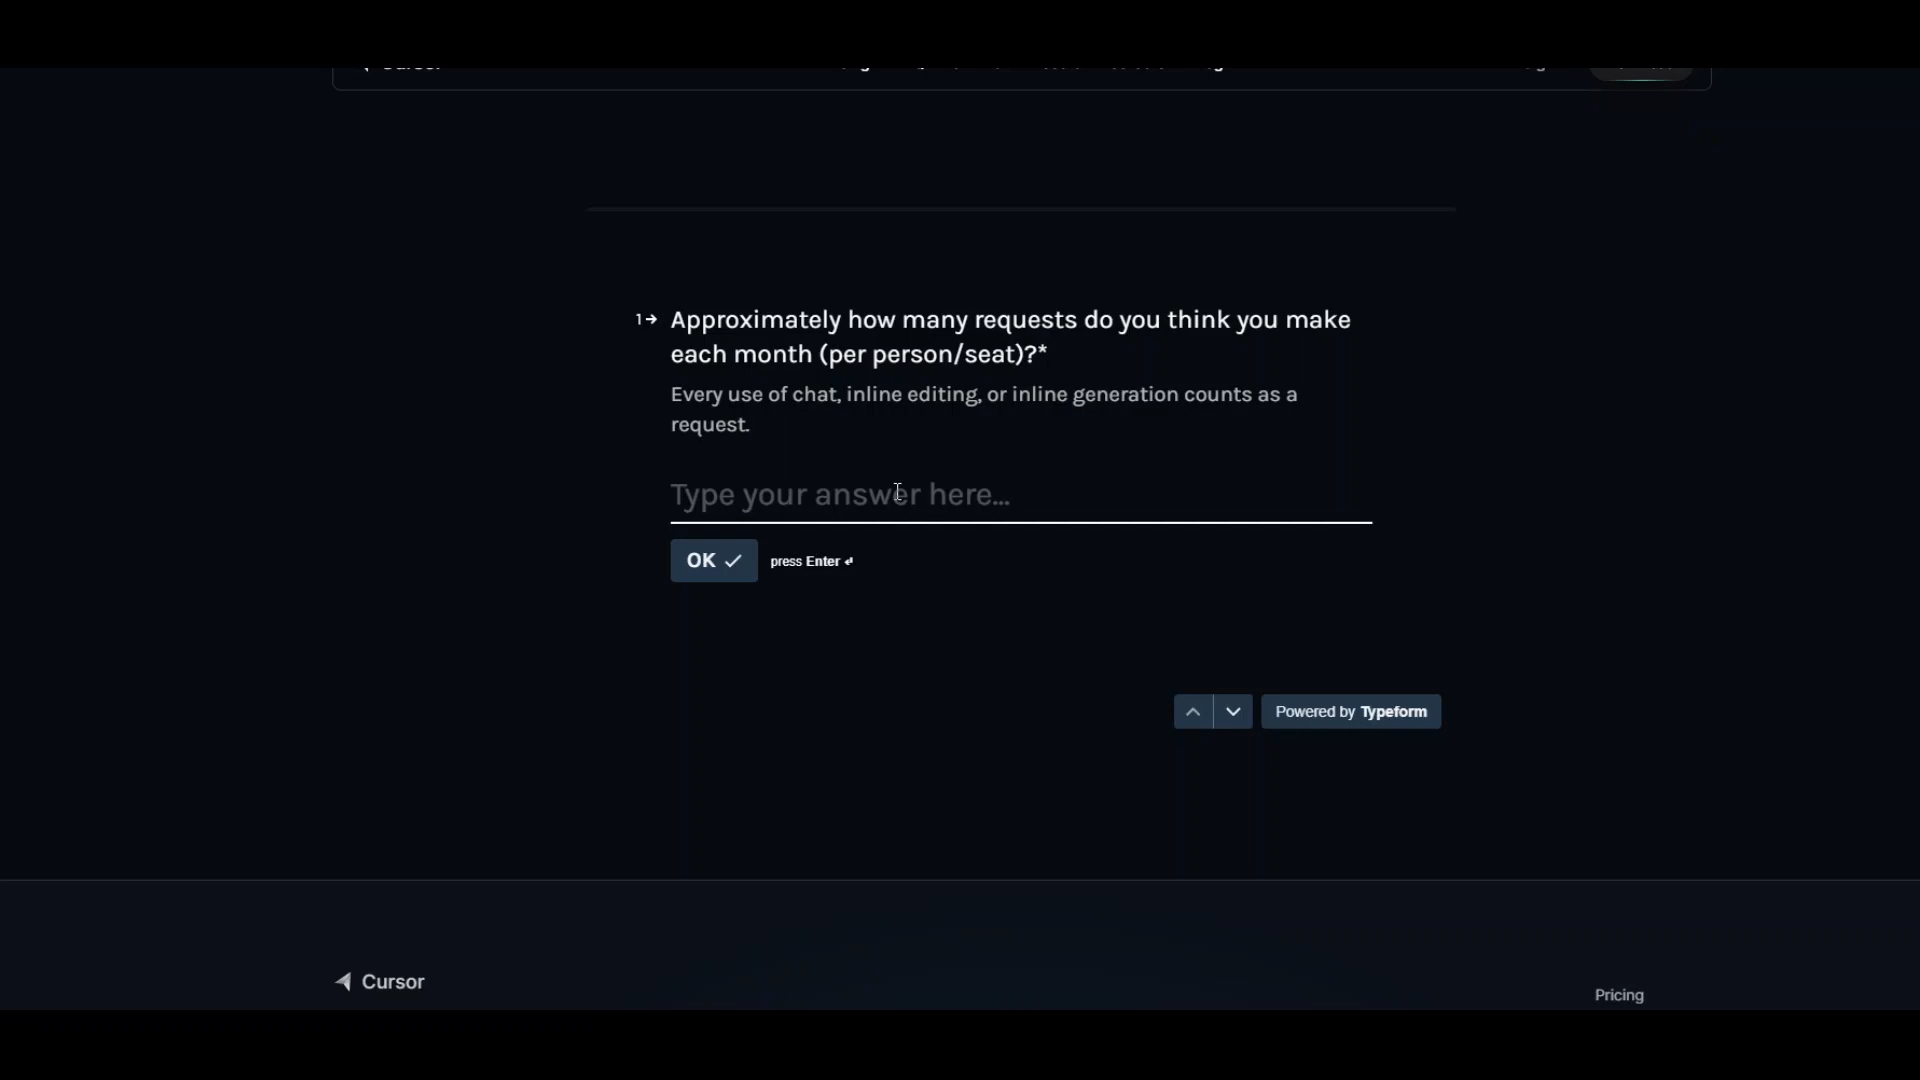 1 Approximately how many requests do you think you make
each month (per person/seat)?*
Every use of chat, inline editing, or inline generation counts as a
request.
Type your answer here...
OK press Enter ↵
Powered by Typeform
Cursor
Pricing